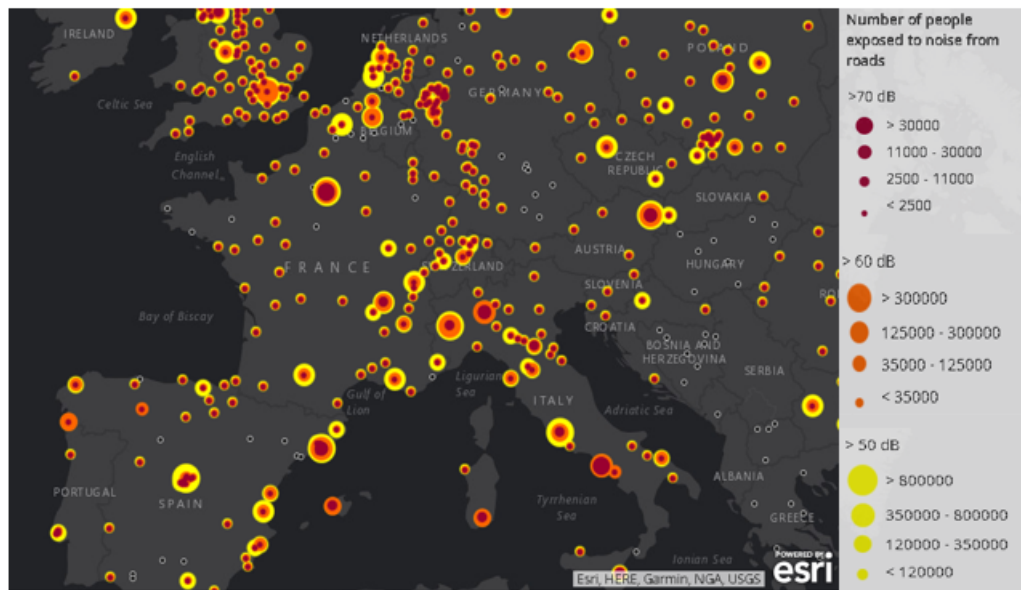 IRELAND
NETHERLANDS
POLAND
Celtic Sea
GERMANY
BELGIUM
English
Channel
CZECH
REPUBLIC
SLOVAKIA
FRANCE
SWITZERLAND
AUSTRIA
HUNGARY
SLOVENIA
RO
Bay of Biscay
CROATIA
BOSNIA AND
HERZEGOVINA
SERBIA
Ligurian
Sea
Gulf of
Lion
ITALY
Adriatic Sea
PORTUGAL
SPAIN
Tyrrhenian
Sea
ALBANIA
GREECE
Ionian Sea
POWERED BY
esri
Esri, HERE, Garmin, NGA, USGS
Number of people
exposed to noise from
roads
>70 dB
> 30000
11000 - 30000
2500 - 11000
< 2500
> 60 dB
> 300000
125000 - 300000
35000 - 125000
< 35000
> 50 dB
> 800000
350000 - 800000
120000 - 350000
< 120000